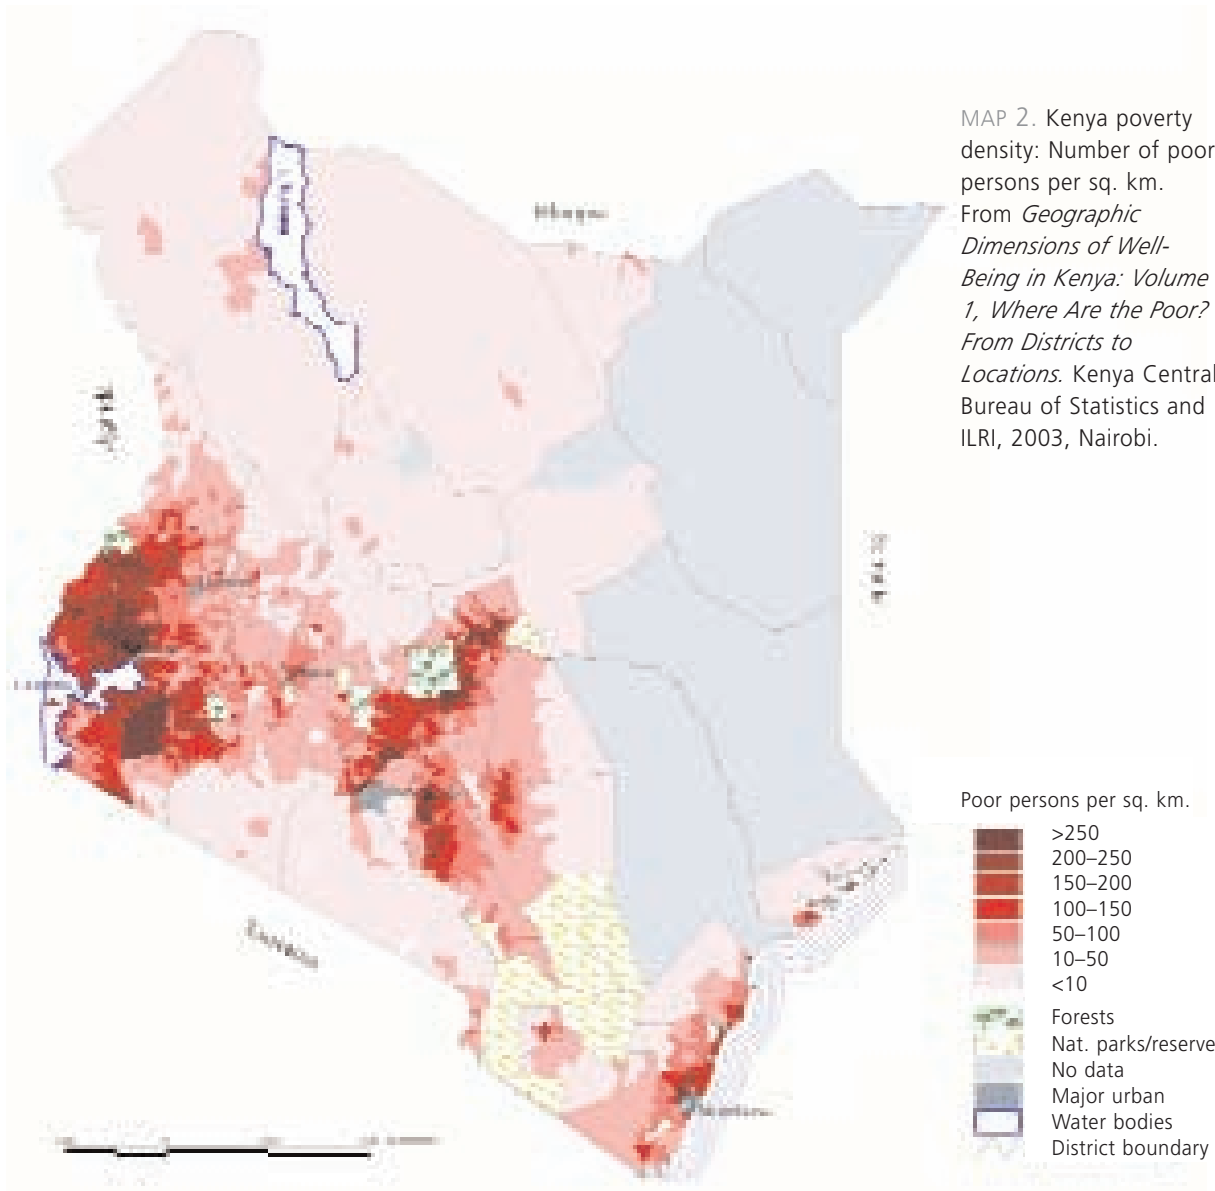 MAP 2. Kenya poverty
density: Number of poor
persons per sq. km.
From Geographic
Dimensions of Well-
Being in Kenya: Volume
1, Where Are the Poor?
From Districts to
Locations. Kenya Central
Bureau of Statistics and
ILRI, 2003, Nairobi.
Poor persons per sq. km.
>250
200–250
150–200
100–150
50–100
10–50
<10
Forests
Nat. parks/reserve
No data
Major urban
Water bodies
District boundary